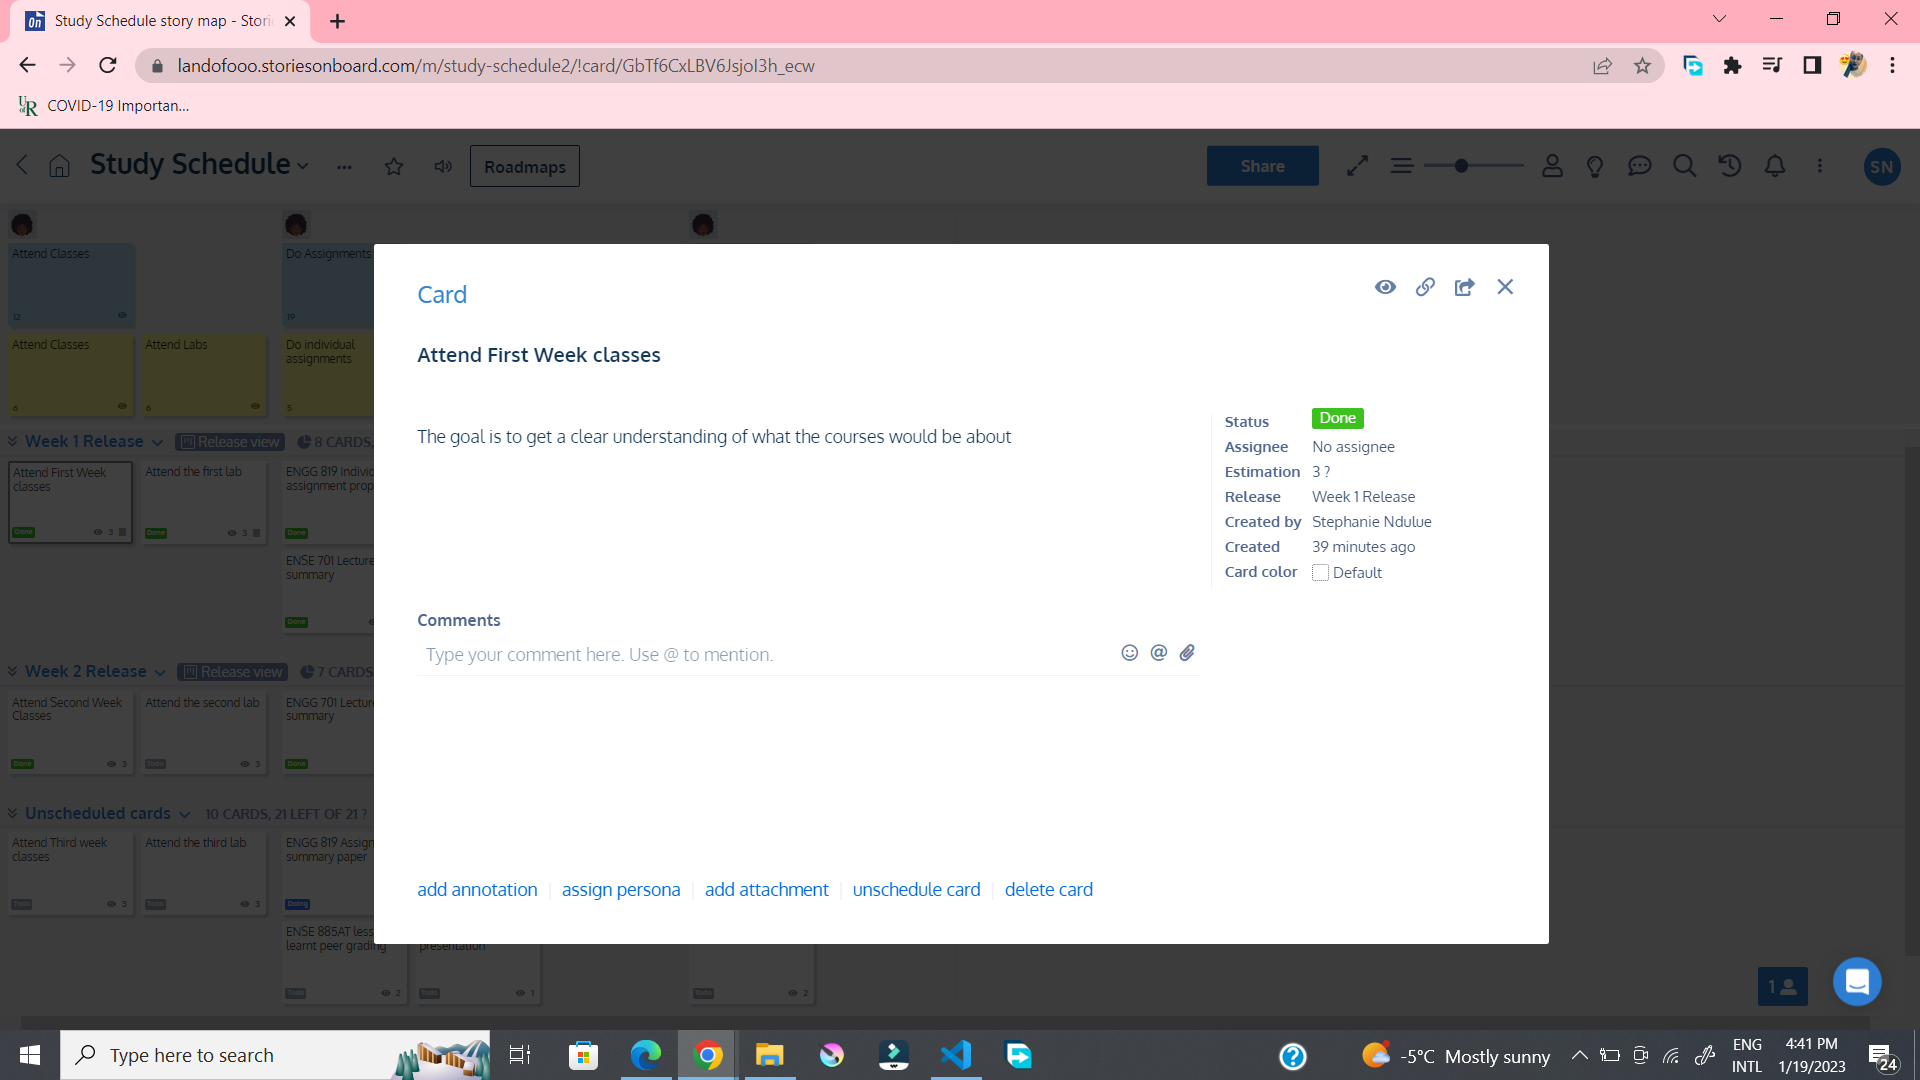 Study Schedule story map - Stori
landofooo.storiesonboard.com/m/study-schedule2/!card/GbTf6CxLBV6JsjoI3h_ecw
COVID-19 Importan...
Study Schedule
Roadmaps
Share
SN
Attend Classes
12
Do Assignments
19
Attend Classes
6
Attend Labs
6
Do individual
assignments
5
Week 1 Release
Release view
8 CARDS,
Attend First Week
classes
Done
3
Attend the first lab
Done
3
ENGG 819 Individ
assignment prop
Done
ENSE 701 Lecture
summary
Done
Week 2 Release
Release view
7 CARDS
Attend Second Week
Classes
Done
3
Attend the second lab
Todo
3
ENGG 701 Lectur
summary
Done
Unscheduled cards
10 CARDS, 21 LEFT OF 21 ?
Attend Third week
classes
Todo
3
Attend the third lab
Todo
3
ENGG 819 Assign
summary paper
Doing
ENSE 885AT less
learnt peer grading
Todo
2
presentation
Todo
1
Todo
2
Card
Attend First Week classes
The goal is to get a clear understanding of what the courses would be about
Status Done
Assignee No assignee
Estimation 3 ?
Release Week 1 Release
Created by Stephanie Ndulue
Created 39 minutes ago
Card color Default
Comments
Type your comment here. Use @ to mention.
add annotation
assign persona
add attachment
unschedule card
delete card
1
Type here to search
-5°C Mostly sunny
ENG
INTL
4:41 PM
1/19/2023
24